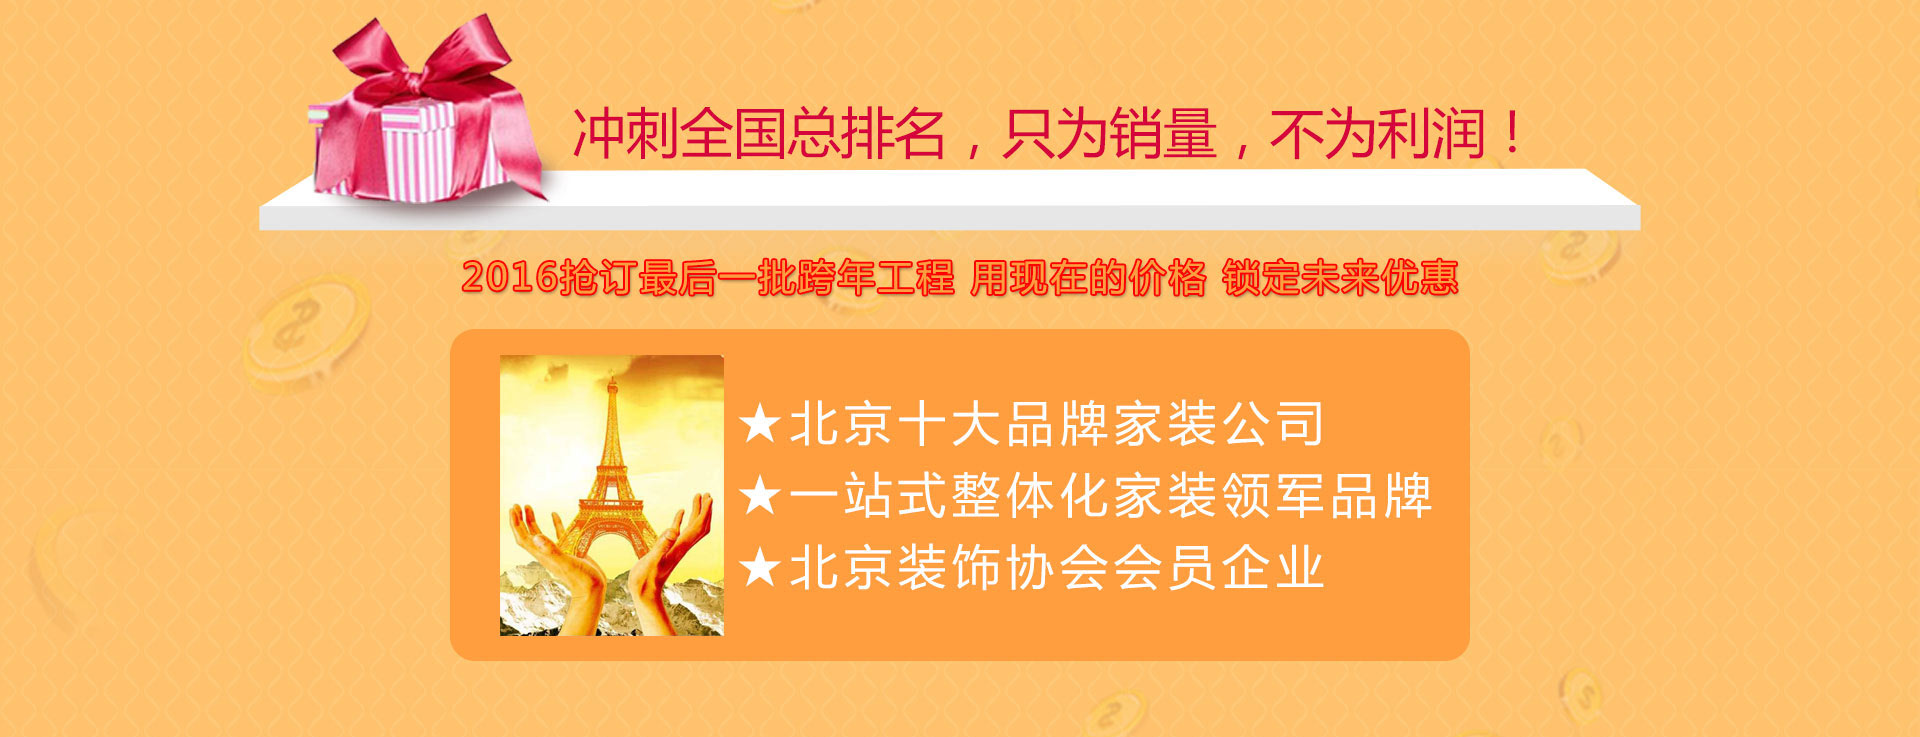 冲刺全国总排名，只为销量，不为利润！
2016抢订最后一批跨年工程 用现在的价格 锁定未来优惠
★北京十大品牌家装公司
★一站式整体化家装领军品牌
★北京装饰协会会员企业